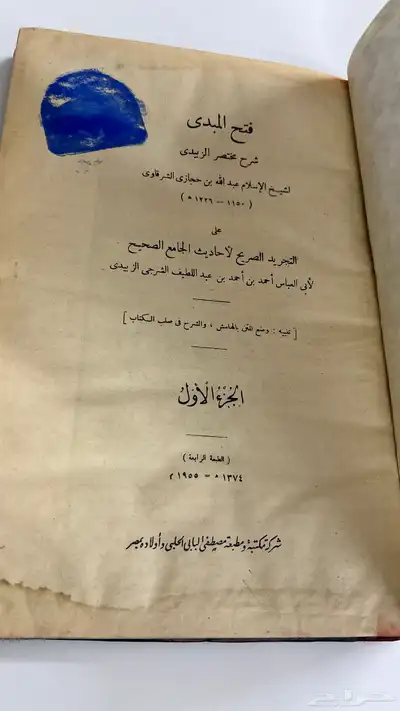 فتح المبدى
شرح مختصر الزبيدى
لشيخ الإسلام عبد الله بن حجازى الشرقاوى
( ١١٥٠ — ١٢٢٦ ه )
على
التجريد الصريح لأحاديث الجامع الصحيح
لأبى العباس أحمد بن أحمد بن عبد اللطيف الشرجى الزبيدى
[ تنبيه : وضع المتن بالهامش ، والشرح فى صلب الكتاب ]
الجزء الأول
( الطبعة الرابعة )
١٣٧٤ ه — ١٩٥٥ م
شركة مكتبة ومطبعة مصطفى البابى الحلبى وأولاده بمصر
حراج